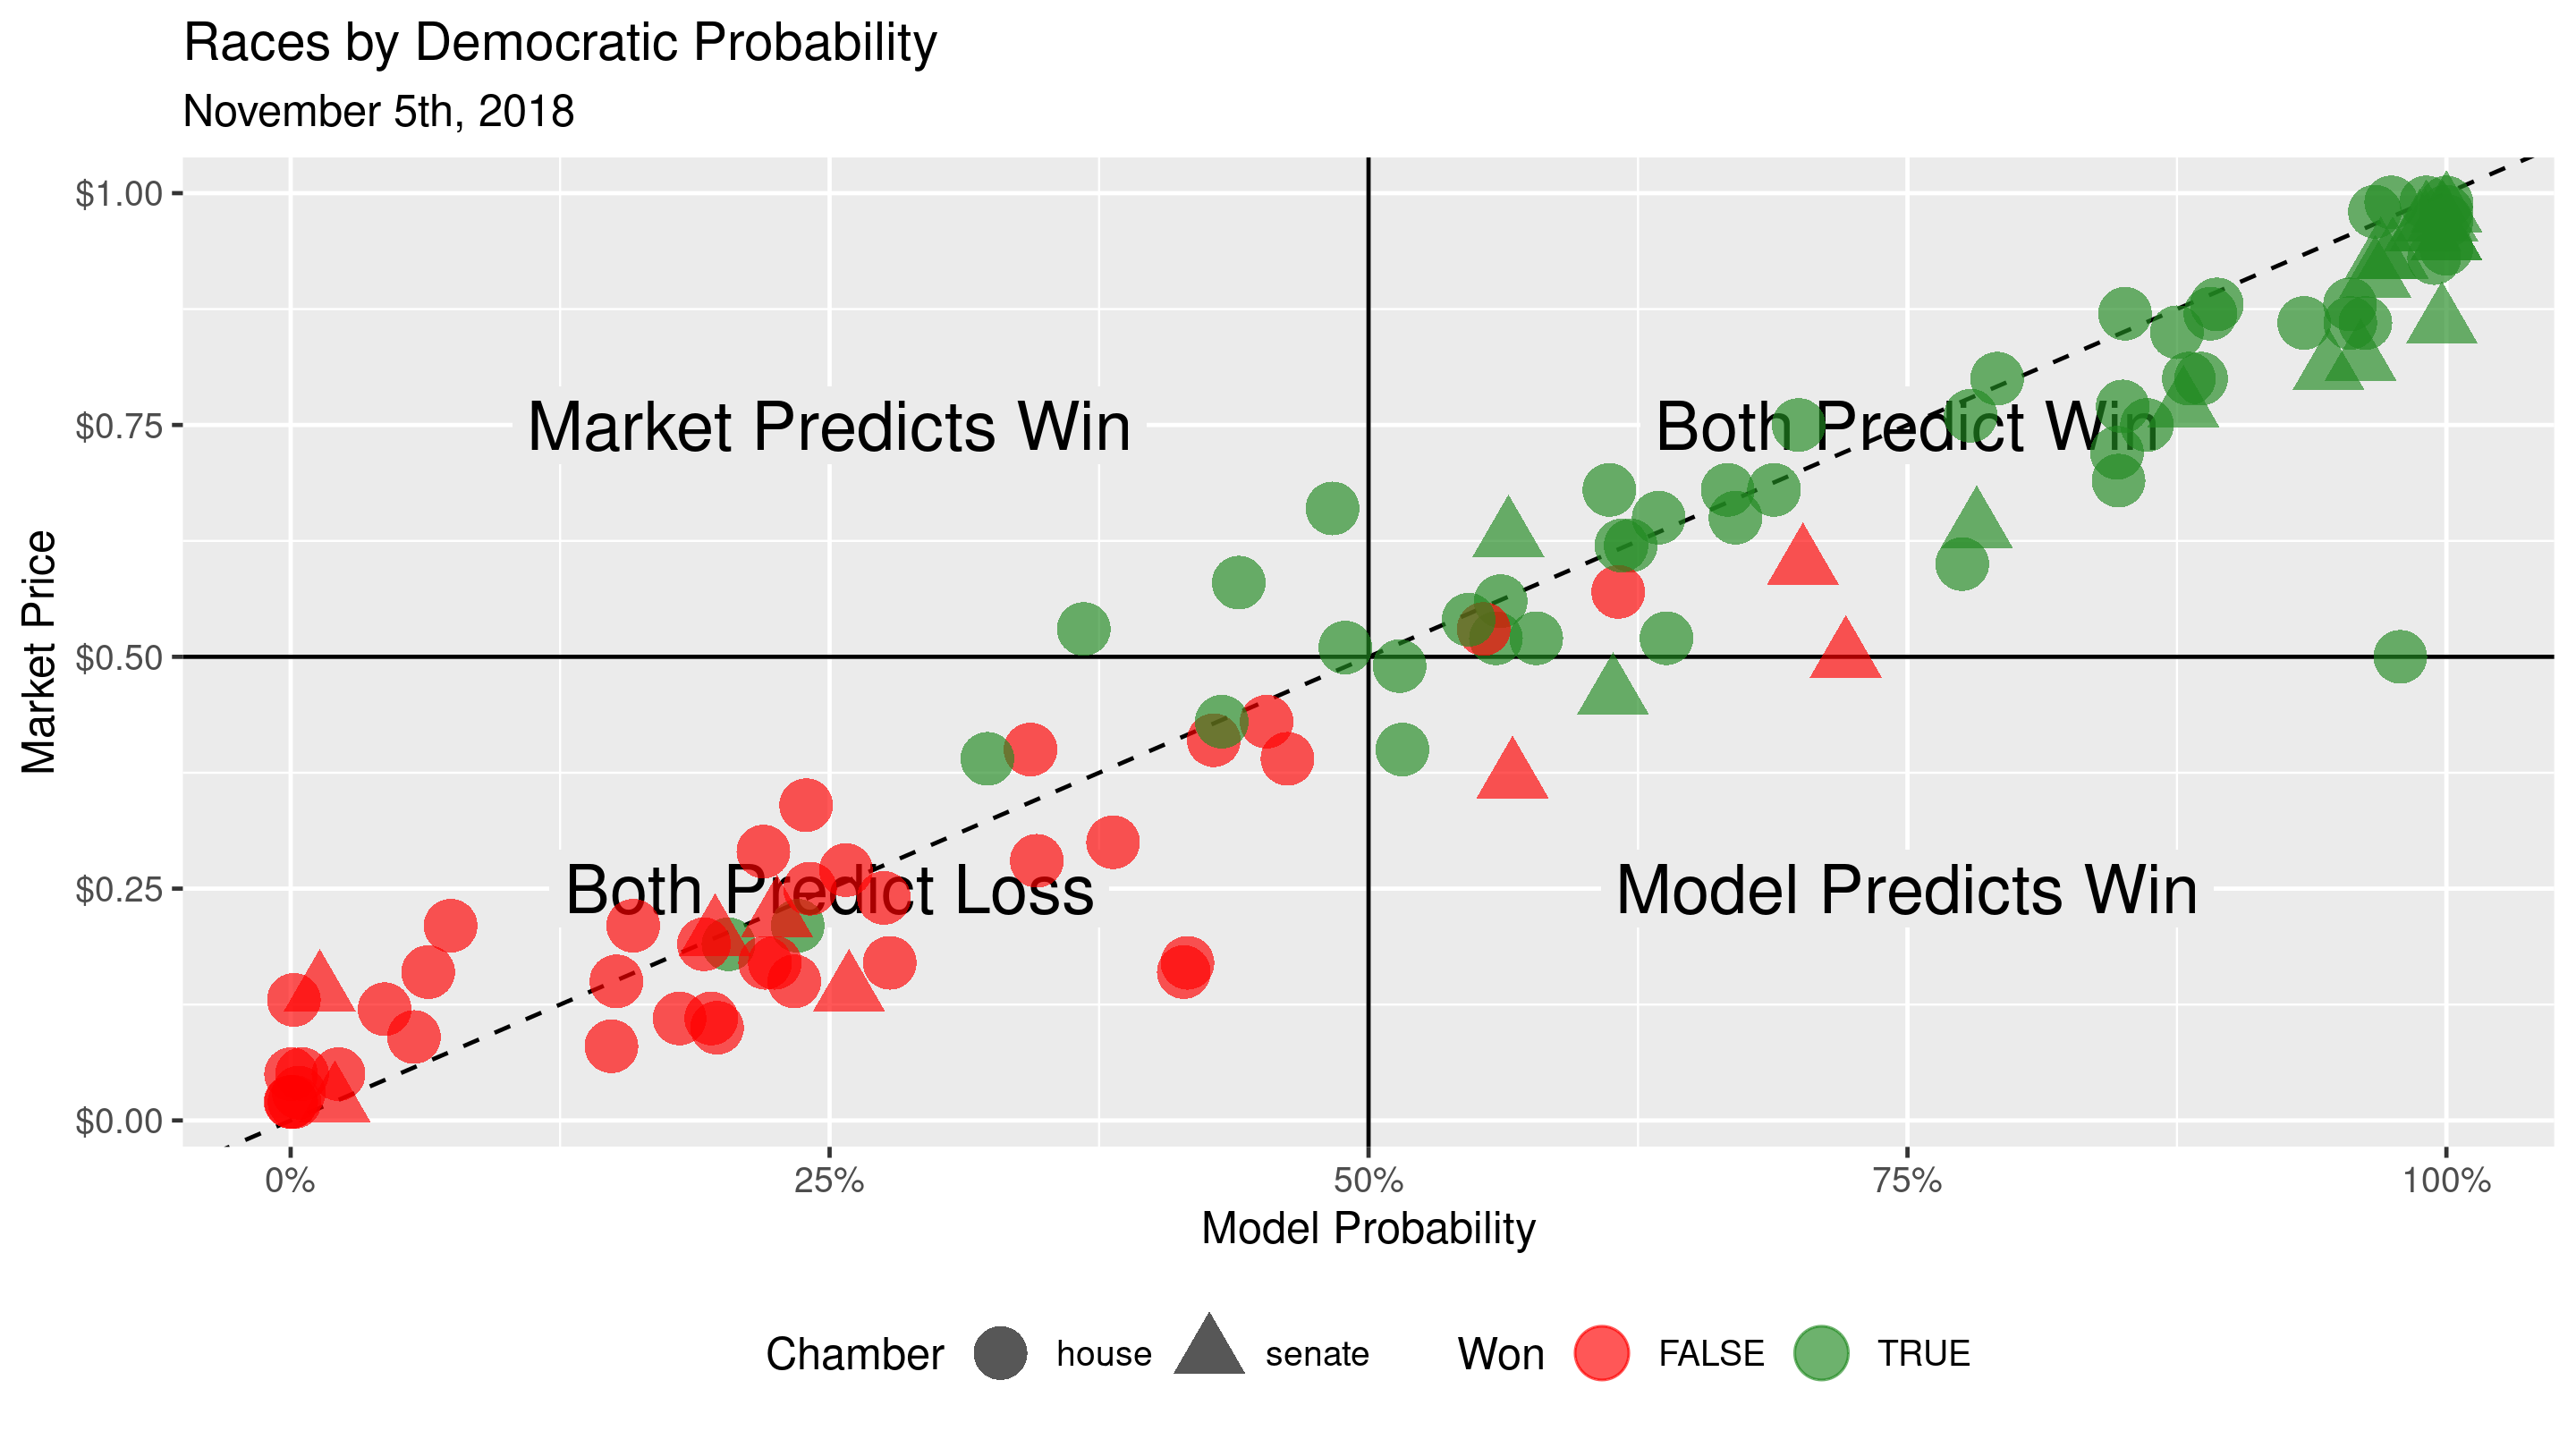 Races by Democratic Probability
November 5th, 2018
Market Price
$1.00
$0.75
$0.50
$0.25
$0.00
Market Predicts Win
Both Predict Win
Both Predict Loss
Model Predicts Win
0%
25%
50%
75%
100%
Model Probability
Chamber house senate Won FALSE TRUE